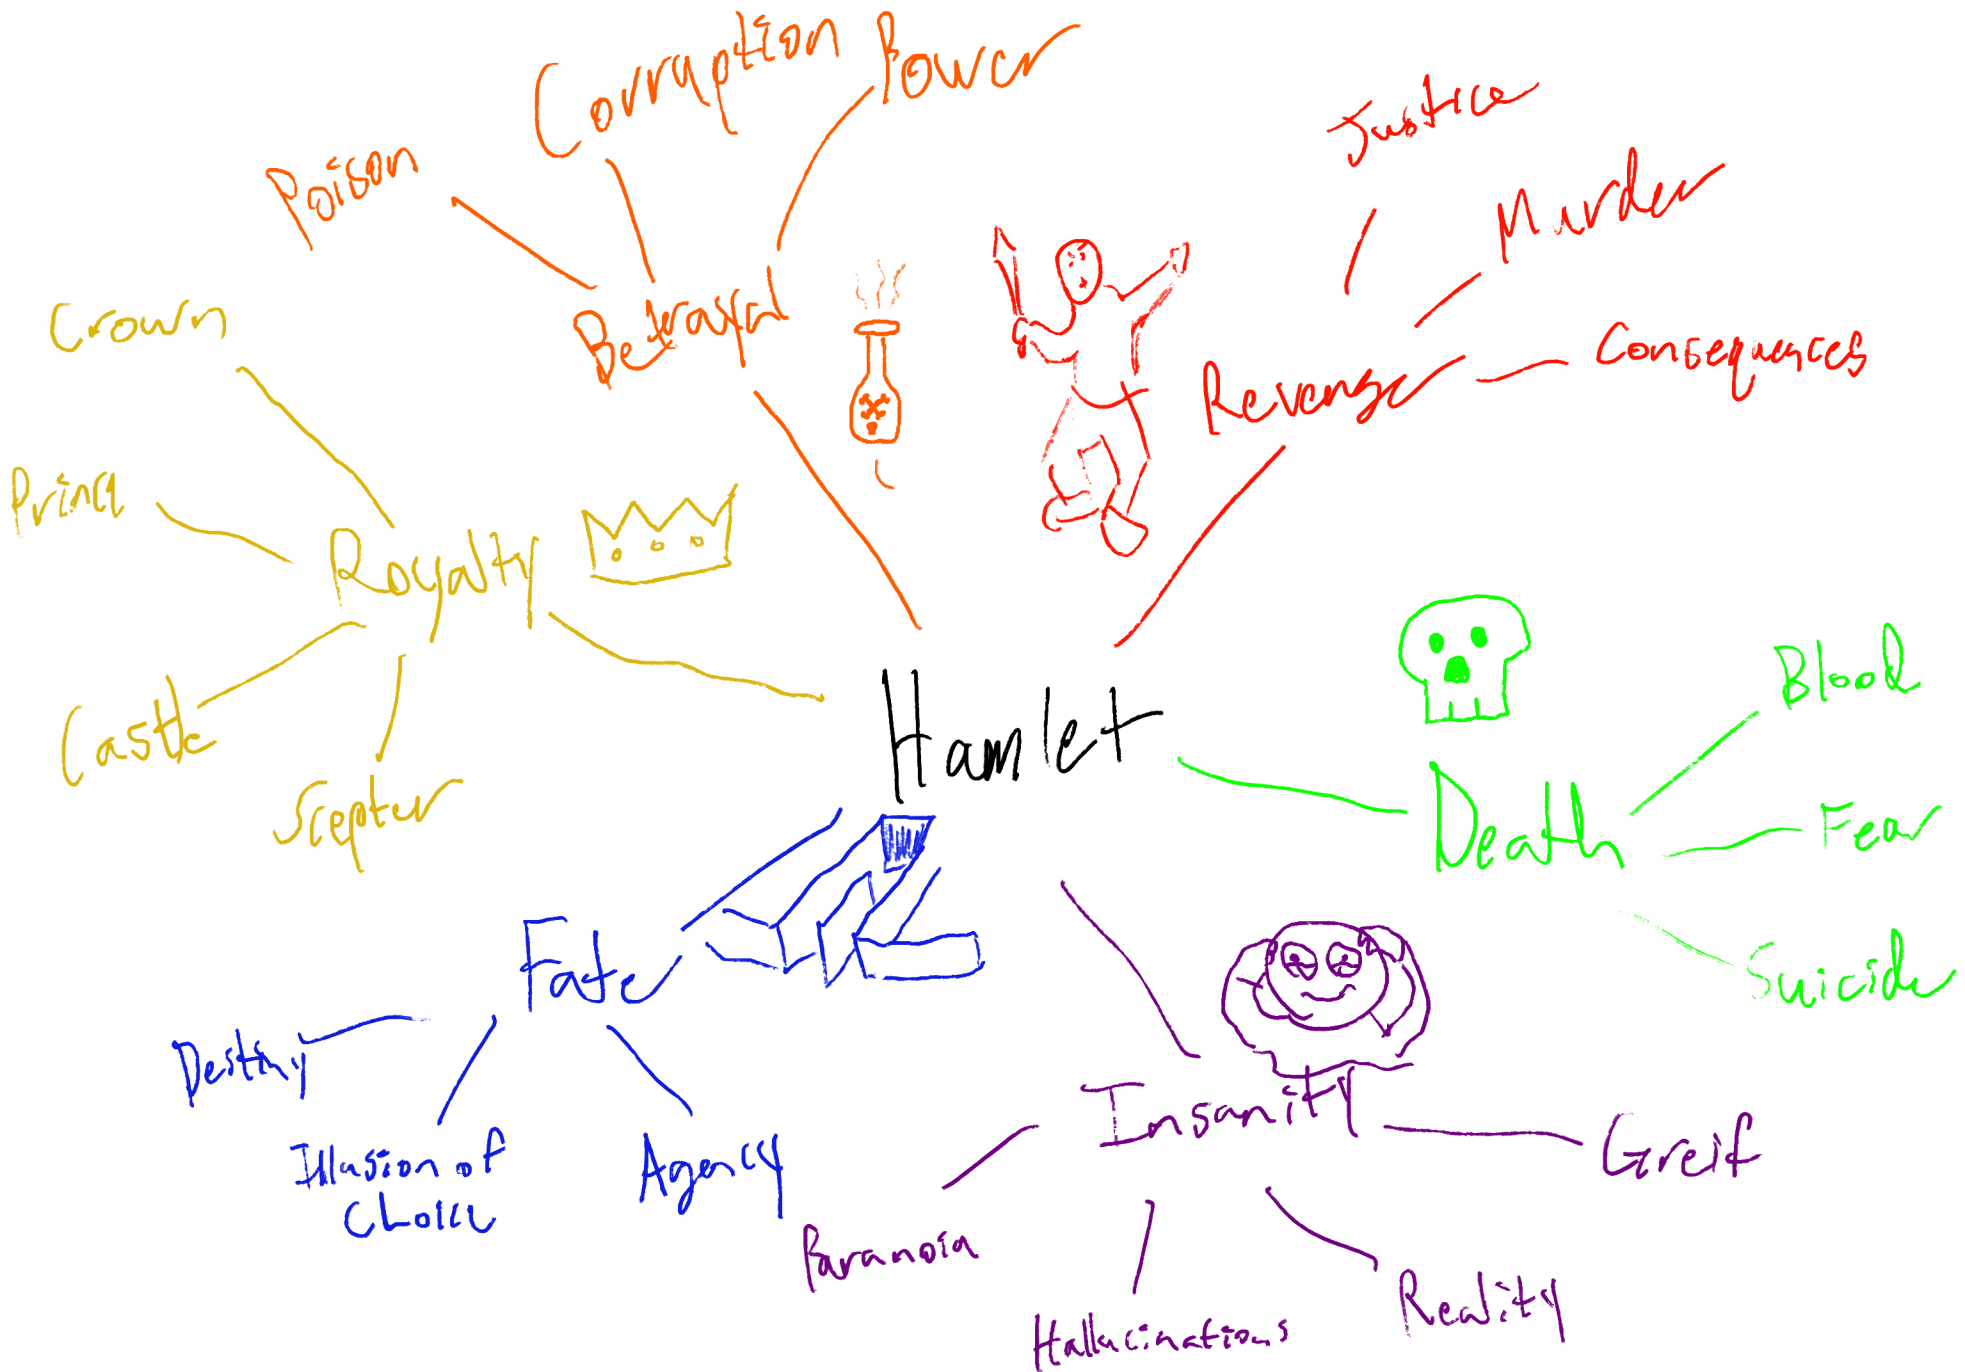 Corruption
Power
Justice
Poison
Murder
Crown
Betrayal
Revenge
Consequences
Prince
Royalty
Blood
Castle
Hamlet
Scepter
Death
Fear
Fate
Suicide
Destiny
Insanity
Illusion of
Choice
Agency
Greif
Paranoia
Hallucinations
Reality